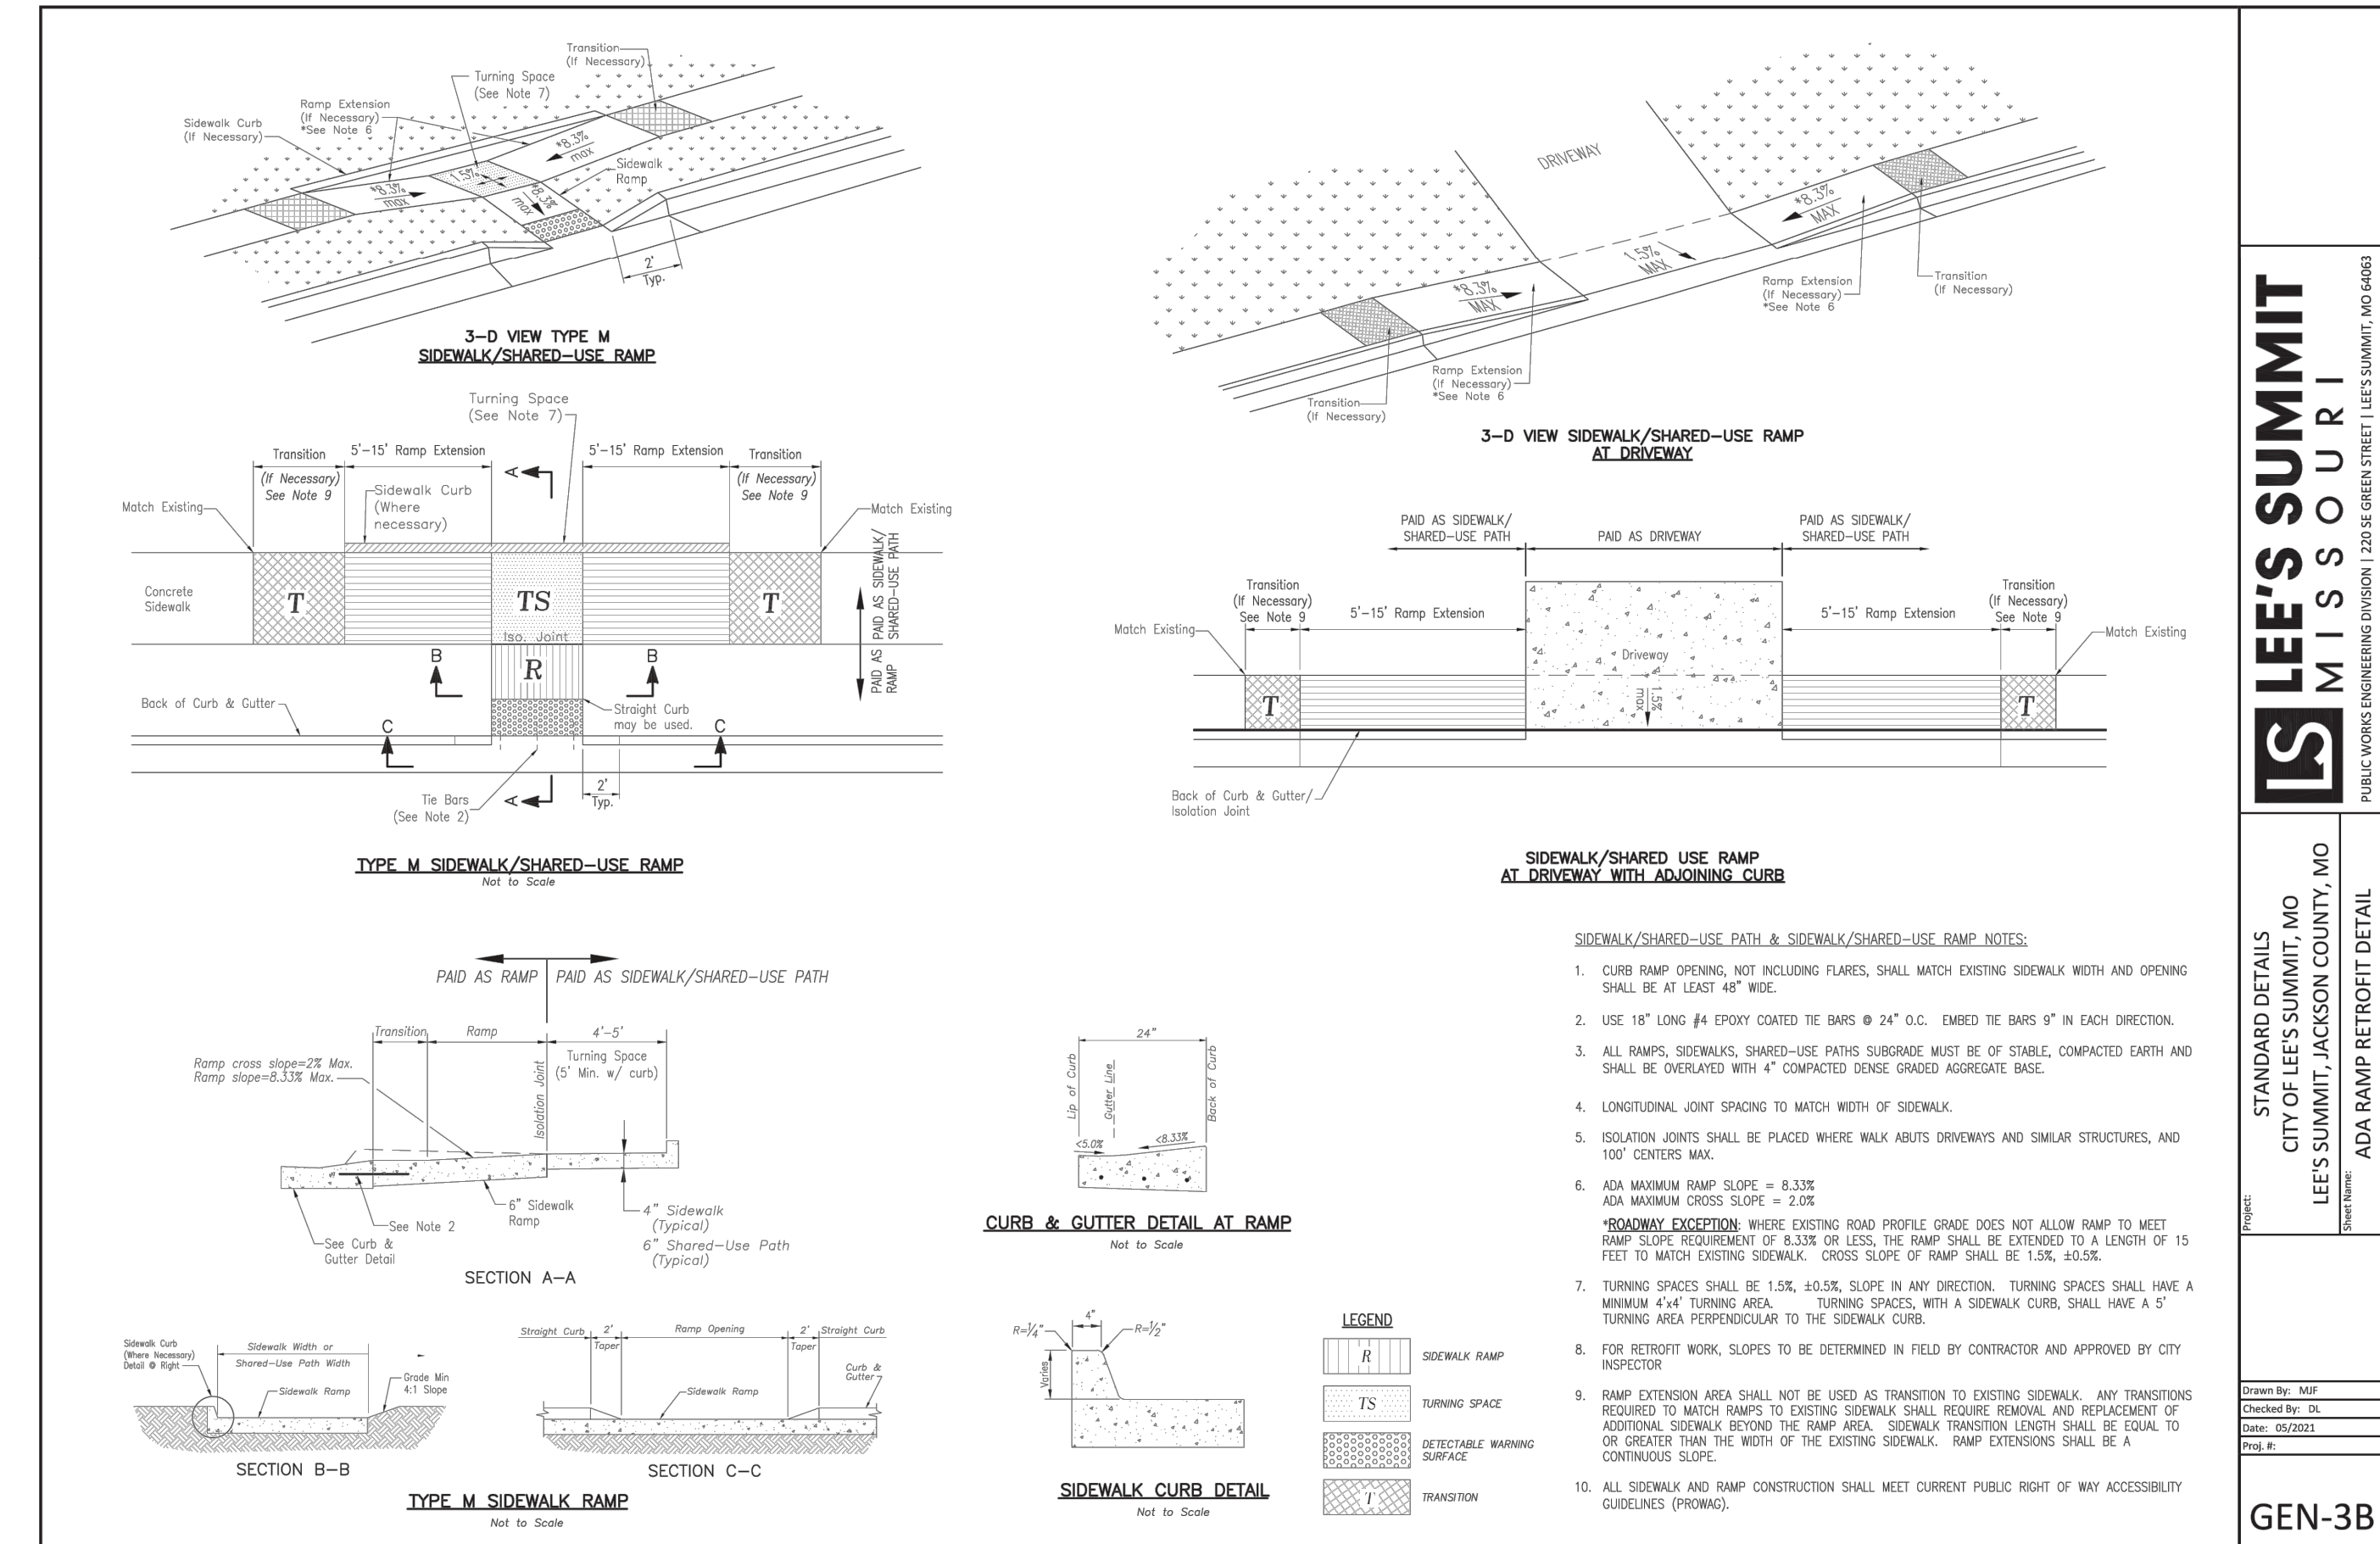 Transition
(If Necessary)
Turning Space
(See Note 7)
Ramp Extension
(If Necessary)
*See Note 6
Sidewalk Curb
(If Necessary)
*8.3%
max
Sidewalk
Ramp
1.5%
*8.3%
max
*8.3%
max
2'
Typ.
3-D VIEW TYPE M
SIDEWALK/SHARED-USE RAMP
DRIVEWAY
*8.3%
MAX
1.5%
MAX
*8.3%
MAX
Ramp Extension
(If Necessary)
*See Note 6
Transition
(If Necessary)
Ramp Extension
(If Necessary)
*See Note 6
Transition
(If Necessary)
3-D VIEW SIDEWALK/SHARED-USE RAMP
AT DRIVEWAY
Turning Space
(See Note 7)
Transition
(If Necessary)
See Note 9
5'-15' Ramp Extension
A
5'-15' Ramp Extension
Transition
(If Necessary)
See Note 9
Match Existing
Sidewalk Curb
(Where
necessary)
Match Existing
Concrete
Sidewalk
T
TS
T
Iso. Joint
PAID AS SIDEWALK/
SHARED-USE PATH
PAID AS
RAMP
B
R
B
Back of Curb & Gutter
Straight Curb
may be used.
C
C
Tie Bars
(See Note 2)
A
2'
Typ.
TYPE M SIDEWALK/SHARED-USE RAMP
Not to Scale
PAID AS SIDEWALK/
SHARED-USE PATH
PAID AS DRIVEWAY
PAID AS SIDEWALK/
SHARED-USE PATH
Transition
(If Necessary)
See Note 9
5'-15' Ramp Extension
5'-15' Ramp Extension
Transition
(If Necessary)
See Note 9
Match Existing
Match Existing
Driveway
T
1.5%
max
T
Back of Curb & Gutter/
Isolation Joint
SIDEWALK/SHARED USE RAMP
AT DRIVEWAY WITH ADJOINING CURB
PAID AS RAMP
PAID AS SIDEWALK/SHARED-USE PATH
Transition
Ramp
4'-5'
Turning Space
(5' Min. w/ curb)
Ramp cross slope=2% Max.
Ramp slope=8.33% Max.
Isolation Joint
6" Sidewalk
Ramp
4" Sidewalk
(Typical)
6" Shared-Use Path
(Typical)
See Note 2
See Curb &
Gutter Detail
SECTION A-A
24"
Lip of Curb
Gutter Line
Back of Curb
<5.0%
<8.33%
CURB & GUTTER DETAIL AT RAMP
Not to Scale
Sidewalk Curb
(Where Necessary)
Detail @ Right
Sidewalk Width or
Shared-Use Path Width
Sidewalk Ramp
Grade Min
4:1 Slope
SECTION B-B
Straight Curb
2'
Taper
Ramp Opening
2'
Taper
Straight Curb
Curb &
Gutter
Sidewalk Ramp
SECTION C-C
TYPE M SIDEWALK RAMP
Not to Scale
4"
R=¼"
R=½"
Varies
SIDEWALK CURB DETAIL
Not to Scale
LEGEND
R
SIDEWALK RAMP
TS
TURNING SPACE
DETECTABLE WARNING
SURFACE
T
TRANSITION
SIDEWALK/SHARED-USE PATH & SIDEWALK/SHARED-USE RAMP NOTES:
1. CURB RAMP OPENING, NOT INCLUDING FLARES, SHALL MATCH EXISTING SIDEWALK WIDTH AND OPENING
SHALL BE AT LEAST 48" WIDE.
2. USE 18" LONG #4 EPOXY COATED TIE BARS @ 24" O.C. EMBED TIE BARS 9" IN EACH DIRECTION.
3. ALL RAMPS, SIDEWALKS, SHARED-USE PATHS SUBGRADE MUST BE OF STABLE, COMPACTED EARTH AND
SHALL BE OVERLAYED WITH 4" COMPACTED DENSE GRADED AGGREGATE BASE.
4. LONGITUDINAL JOINT SPACING TO MATCH WIDTH OF SIDEWALK.
5. ISOLATION JOINTS SHALL BE PLACED WHERE WALK ABUTS DRIVEWAYS AND SIMILAR STRUCTURES, AND
100' CENTERS MAX.
6. ADA MAXIMUM RAMP SLOPE = 8.33%
ADA MAXIMUM CROSS SLOPE = 2.0%
*ROADWAY EXCEPTION: WHERE EXISTING ROAD PROFILE GRADE DOES NOT ALLOW RAMP TO MEET
RAMP SLOPE REQUIREMENT OF 8.33% OR LESS, THE RAMP SHALL BE EXTENDED TO A LENGTH OF 15
FEET TO MATCH EXISTING SIDEWALK. CROSS SLOPE OF RAMP SHALL BE 1.5%, ±0.5%.
7. TURNING SPACES SHALL BE 1.5%, ±0.5%, SLOPE IN ANY DIRECTION. TURNING SPACES SHALL HAVE A
MINIMUM 4'x4' TURNING AREA. TURNING SPACES, WITH A SIDEWALK CURB, SHALL HAVE A 5'
TURNING AREA PERPENDICULAR TO THE SIDEWALK CURB.
8. FOR RETROFIT WORK, SLOPES TO BE DETERMINED IN FIELD BY CONTRACTOR AND APPROVED BY CITY
INSPECTOR
9. RAMP EXTENSION AREA SHALL NOT BE USED AS TRANSITION TO EXISTING SIDEWALK. ANY TRANSITIONS
REQUIRED TO MATCH RAMPS TO EXISTING SIDEWALK SHALL REQUIRE REMOVAL AND REPLACEMENT OF
ADDITIONAL SIDEWALK BEYOND THE RAMP AREA. SIDEWALK TRANSITION LENGTH SHALL BE EQUAL TO
OR GREATER THAN THE WIDTH OF THE EXISTING SIDEWALK. RAMP EXTENSIONS SHALL BE A
CONTINUOUS SLOPE.
10. ALL SIDEWALK AND RAMP CONSTRUCTION SHALL MEET CURRENT PUBLIC RIGHT OF WAY ACCESSIBILITY
GUIDELINES (PROWAG).
LS
LEE'S SUMMIT
MISSOURI
PUBLIC WORKS ENGINEERING DIVISION | 220 SE GREEN STREET | LEE'S SUMMIT, MO 64063
Project:
STANDARD DETAILS
CITY OF LEE'S SUMMIT, MO
LEE'S SUMMIT, JACKSON COUNTY, MO
Sheet Name:
ADA RAMP RETROFIT DETAIL
Drawn By: MJF
Checked By: DL
Date: 05/2021
Proj. #:
GEN-3B